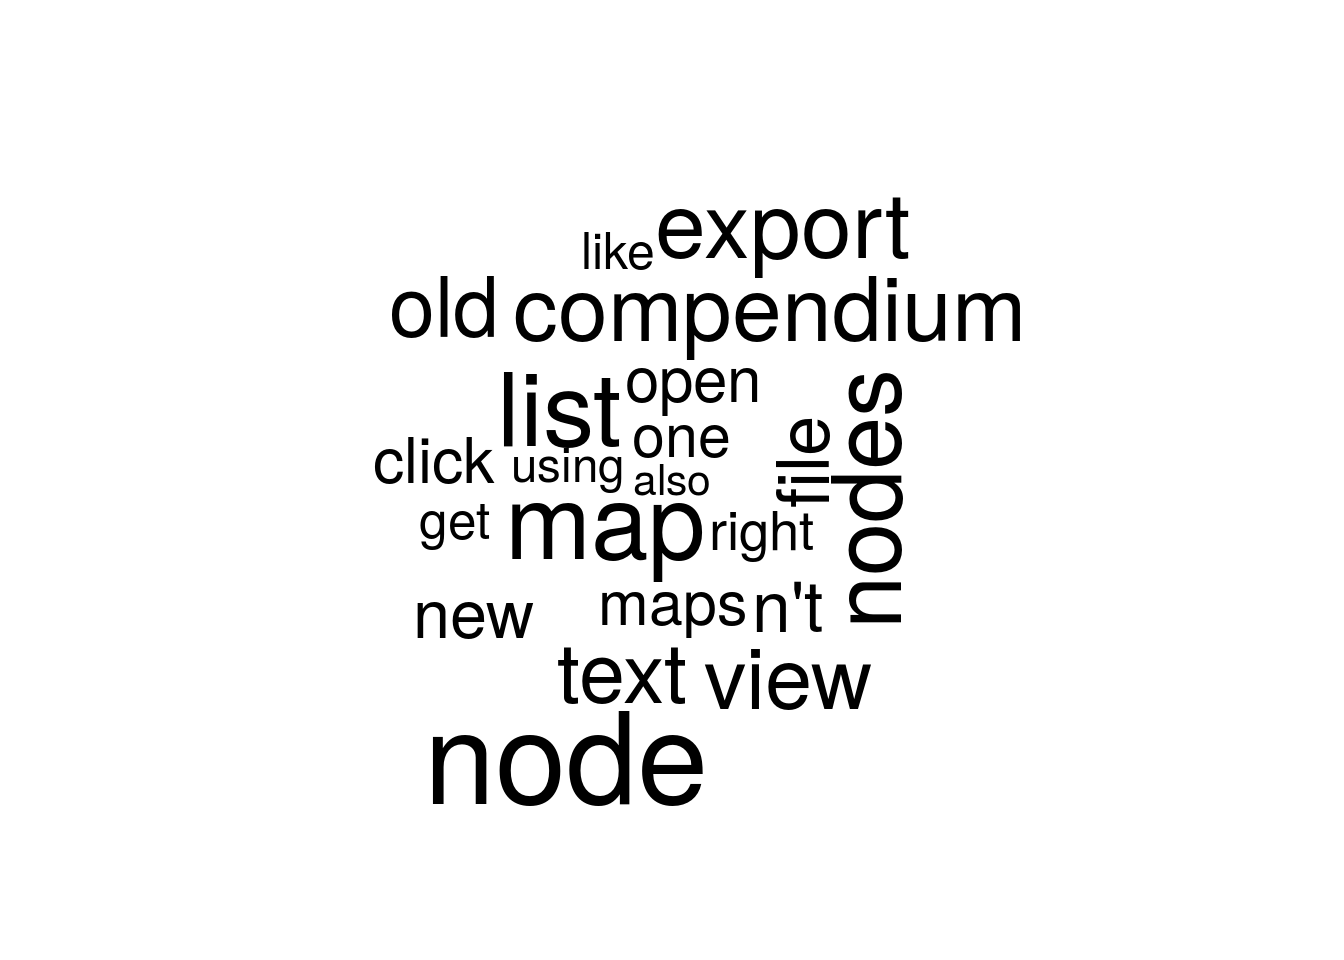 like export
old compendium
list open
one
file
nodes
click using
also
get map right
new maps n't
text view
node